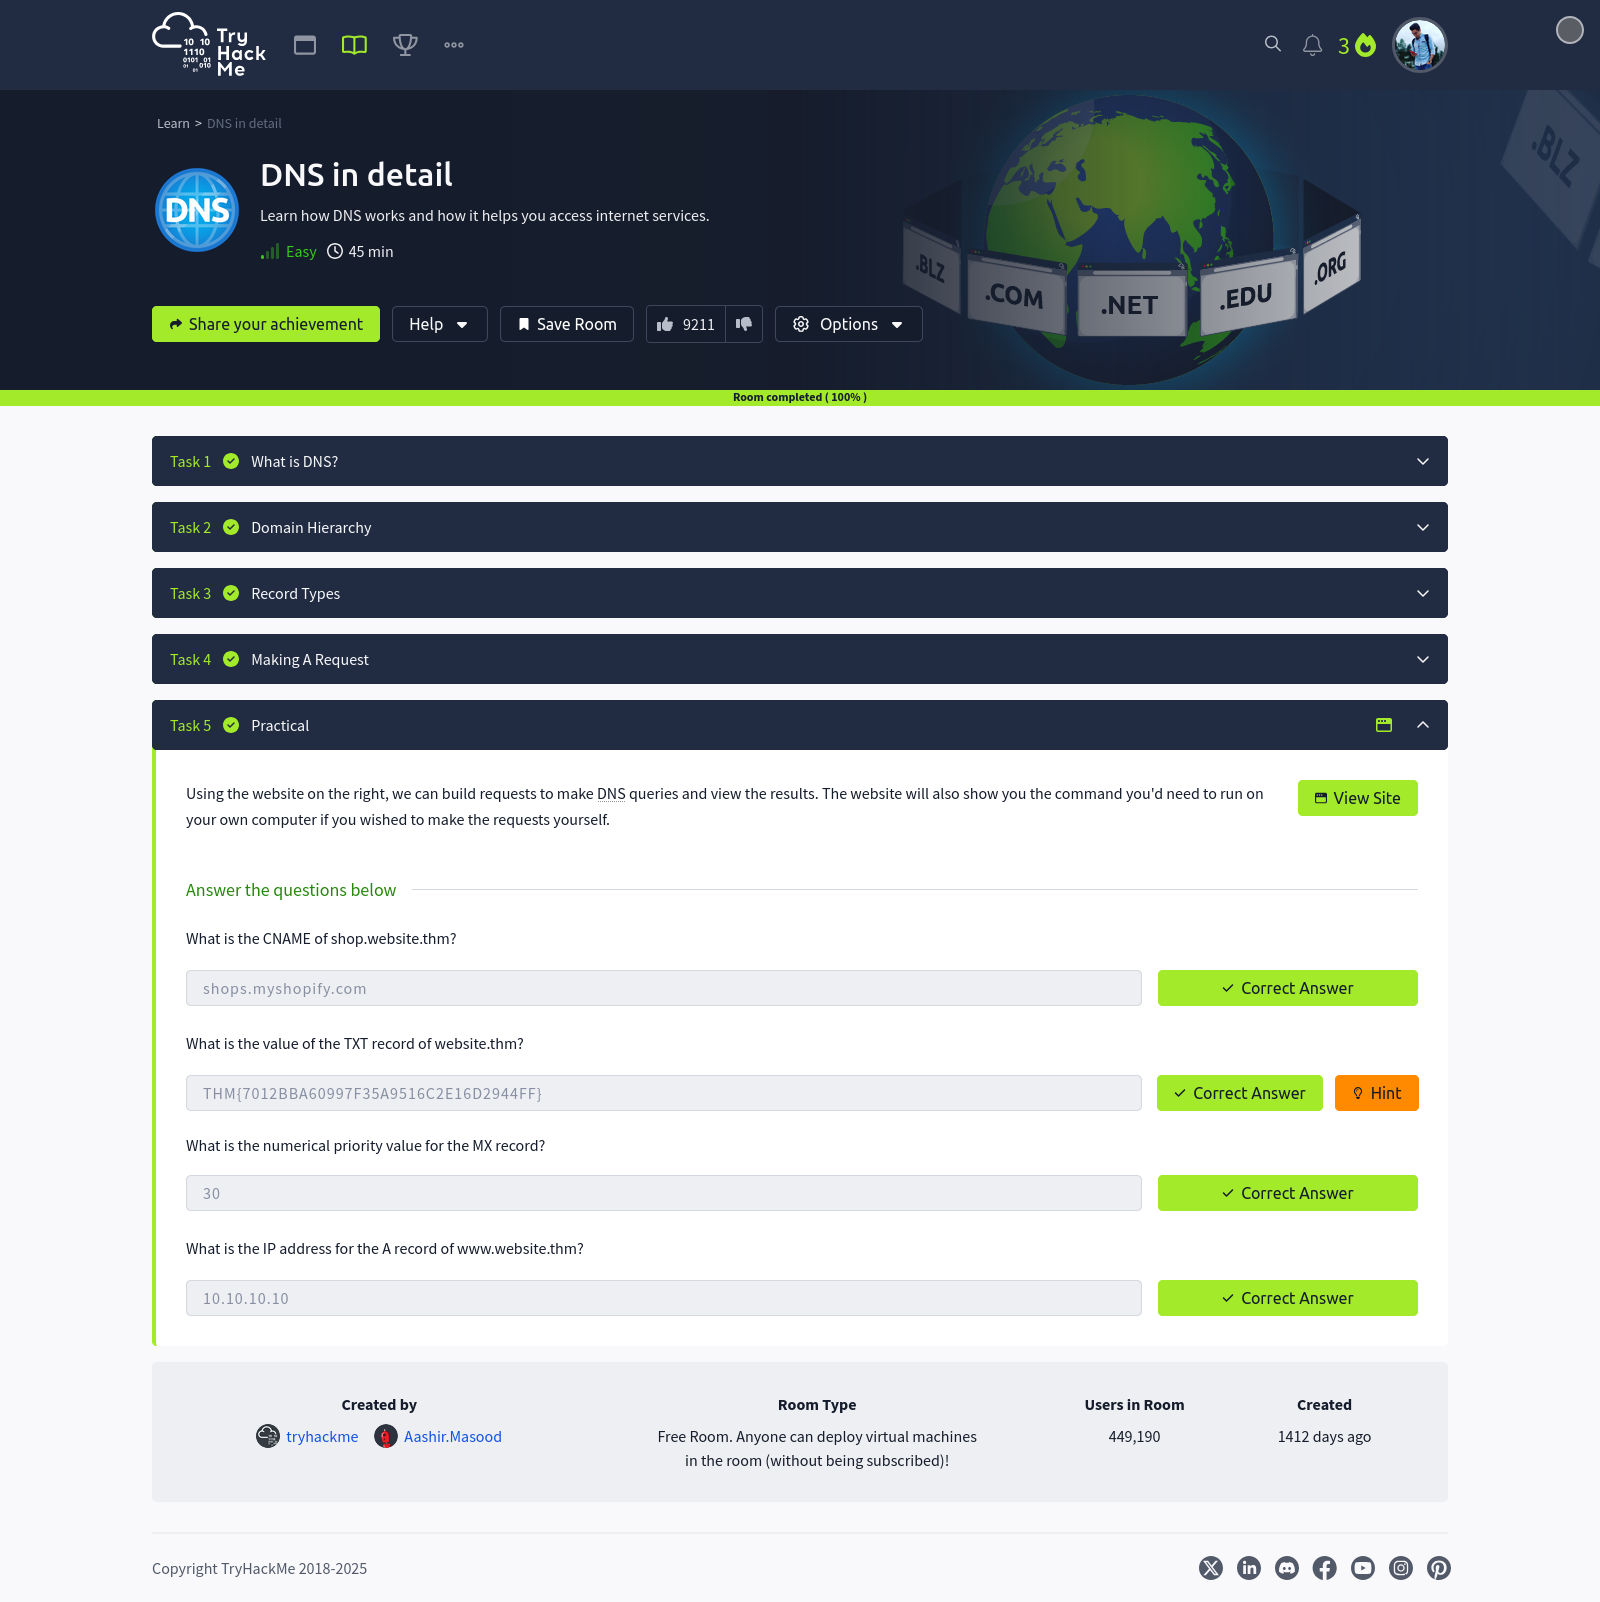 Try
Hack
Me
10 10
1110
0101 01
01 010
01
3
Learn > DNS in detail
DNS
DNS in detail
Learn how DNS works and how it helps you access internet services.
Easy 45 min
.BLZ
.BLZ
.COM
.NET
.EDU
.ORG
Share your achievement Help Save Room 9211 Options
Room completed ( 100% )
Task 1 What is DNS?
Task 2 Domain Hierarchy
Task 3 Record Types
Task 4 Making A Request
Task 5 Practical
Using the website on the right, we can build requests to make DNS queries and view the results. The website will also show you the command you'd need to run on
your own computer if you wished to make the requests yourself.
View Site
Answer the questions below
What is the CNAME of shop.website.thm?
shops.myshopify.com Correct Answer
What is the value of the TXT record of website.thm?
THM{7012BBA60997F35A9516C2E16D2944FF} Correct Answer Hint
What is the numerical priority value for the MX record?
30 Correct Answer
What is the IP address for the A record of www.website.thm?
10.10.10.10 Correct Answer
Created by Room Type Users in Room Created
tryhackme Aashir.Masood Free Room. Anyone can deploy virtual machines 449,190 1412 days ago
in the room (without being subscribed)!
Copyright TryHackMe 2018-2025